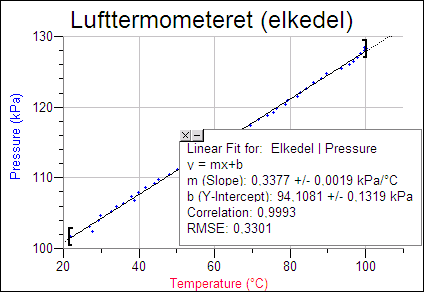 Lufttermometeret (elkedel)
130
120
110
100
Pressure (kPa)
Linear Fit for: Elkedel | Pressure
y = mx+b
m (Slope): 0,3377 +/- 0,0019 kPa/°C
b (Y-Intercept): 94,1081 +/- 0,1319 kPa
Correlation: 0,9993
RMSE: 0,3301
20 40 60 80 100
Temperature (°C)